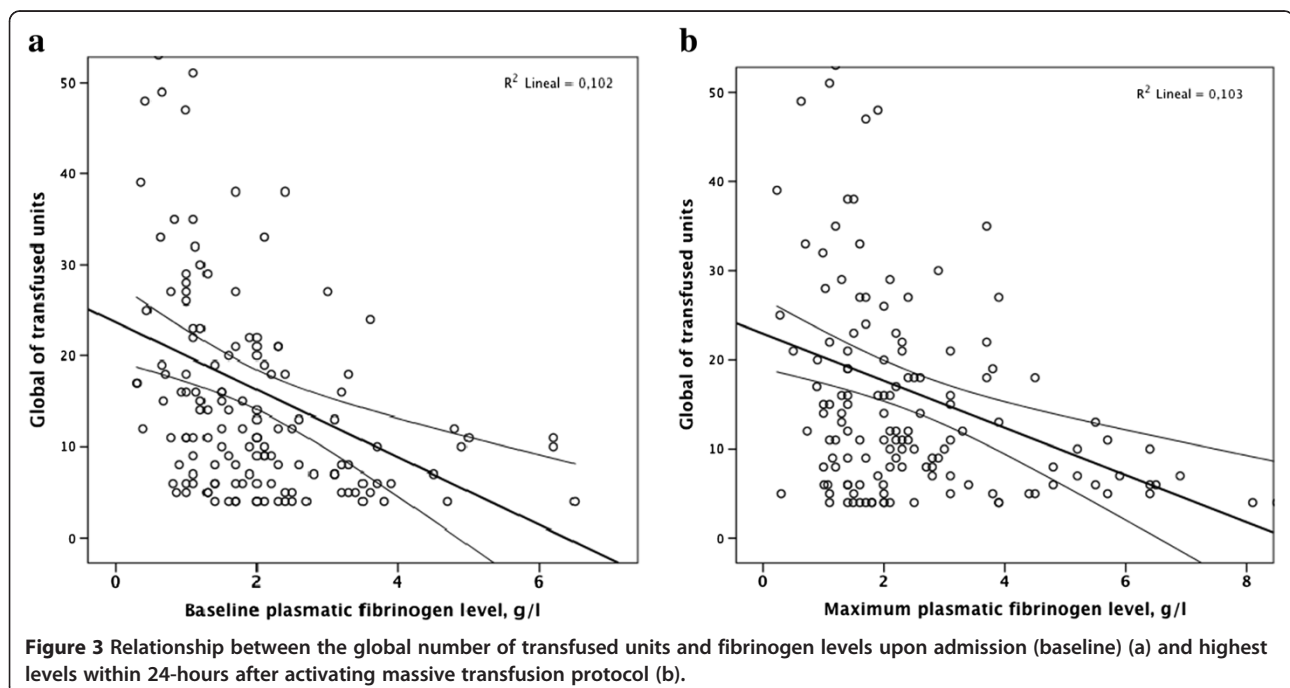 a
b
R² Lineal = 0,102
R² Lineal = 0,103
Global of transfused units
50
40
30
20
10
0
0 2 4 6
Baseline plasmatic fibrinogen level, g/l
Global of transfused units
50
40
30
20
10
0
0 2 4 6 8
Maximum plasmatic fibrinogen level, g/l
Figure 3 Relationship between the global number of transfused units and fibrinogen levels upon admission (baseline) (a) and highest
levels within 24-hours after activating massive transfusion protocol (b).